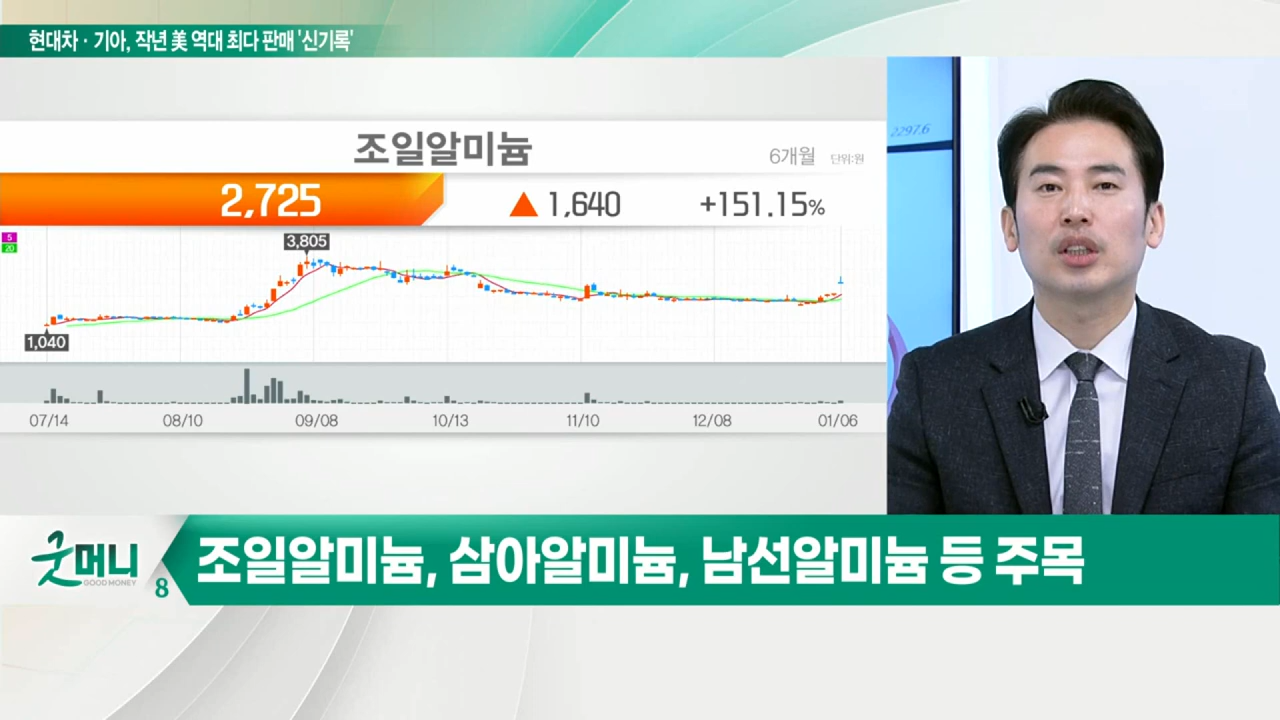 현대차 · 기아, 작년 美 역대 최다 판매 '신기록'
조일알미늄
6개월 단위:원
2,725 ▲ 1,640 +151.15%
5
20
3,805
1,040
07/14 08/10 09/08 10/13 11/10 12/08 01/06
2297.6
굿머니
GOOD MONEY
8
조일알미늄, 삼아알미늄, 남선알미늄 등 주목